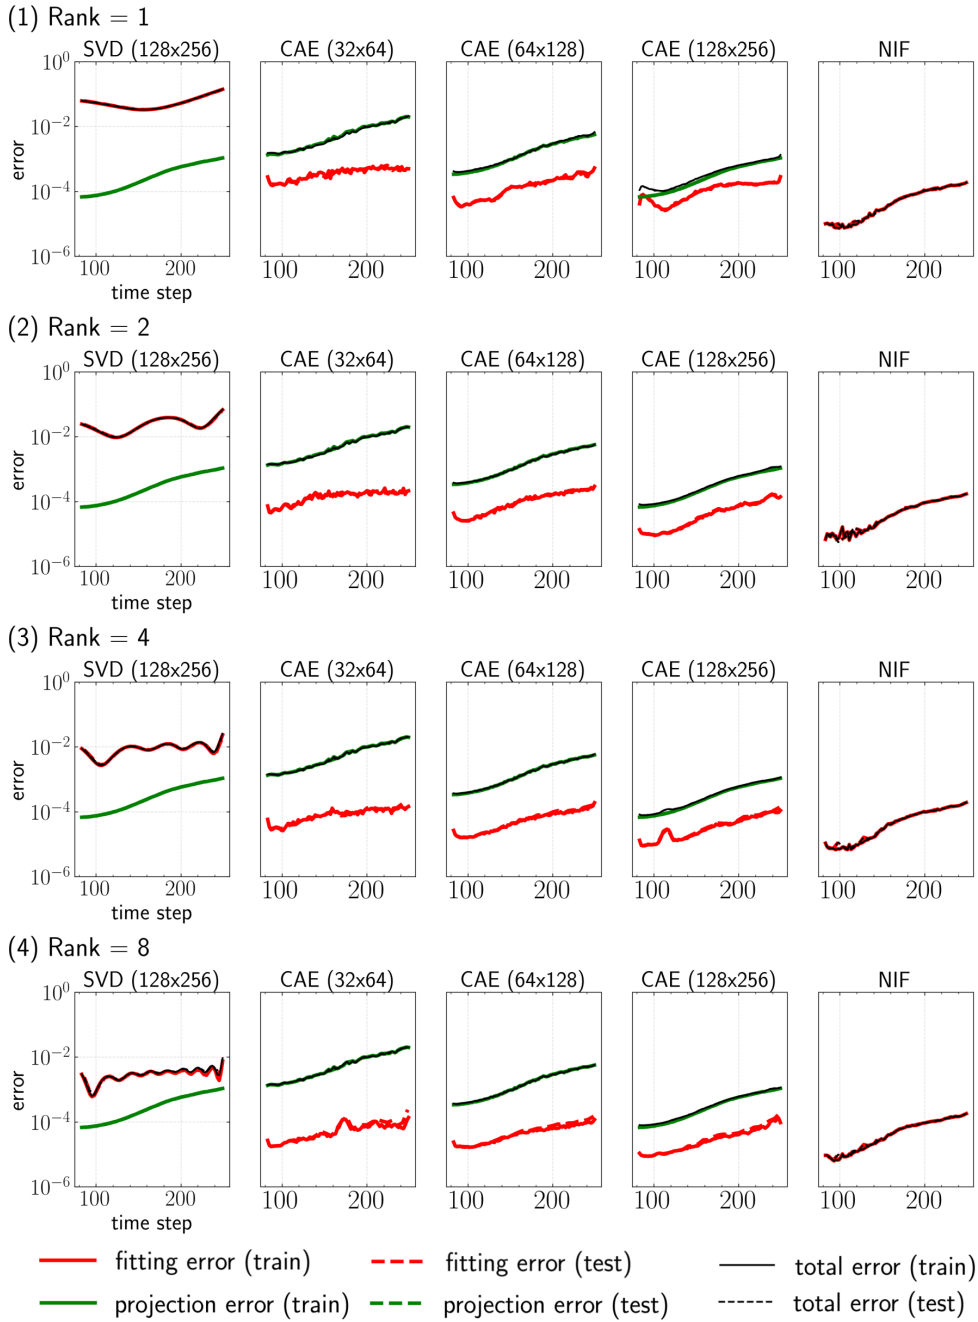 (1) Rank = 1
SVD (128x256)
CAE (32x64)
CAE (64x128)
CAE (128x256)
NIF
error
10^0
10^-2
10^-4
10^-6
100 200
100 200
100 200
100 200
100 200
time step
(2) Rank = 2
SVD (128x256)
CAE (32x64)
CAE (64x128)
CAE (128x256)
NIF
error
10^0
10^-2
10^-4
10^-6
100 200
100 200
100 200
100 200
100 200
time step
(3) Rank = 4
SVD (128x256)
CAE (32x64)
CAE (64x128)
CAE (128x256)
NIF
error
10^0
10^-2
10^-4
10^-6
100 200
100 200
100 200
100 200
100 200
time step
(4) Rank = 8
SVD (128x256)
CAE (32x64)
CAE (64x128)
CAE (128x256)
NIF
error
10^0
10^-2
10^-4
10^-6
100 200
100 200
100 200
100 200
100 200
time step
fitting error (train)
fitting error (test)
total error (train)
projection error (train)
projection error (test)
total error (test)